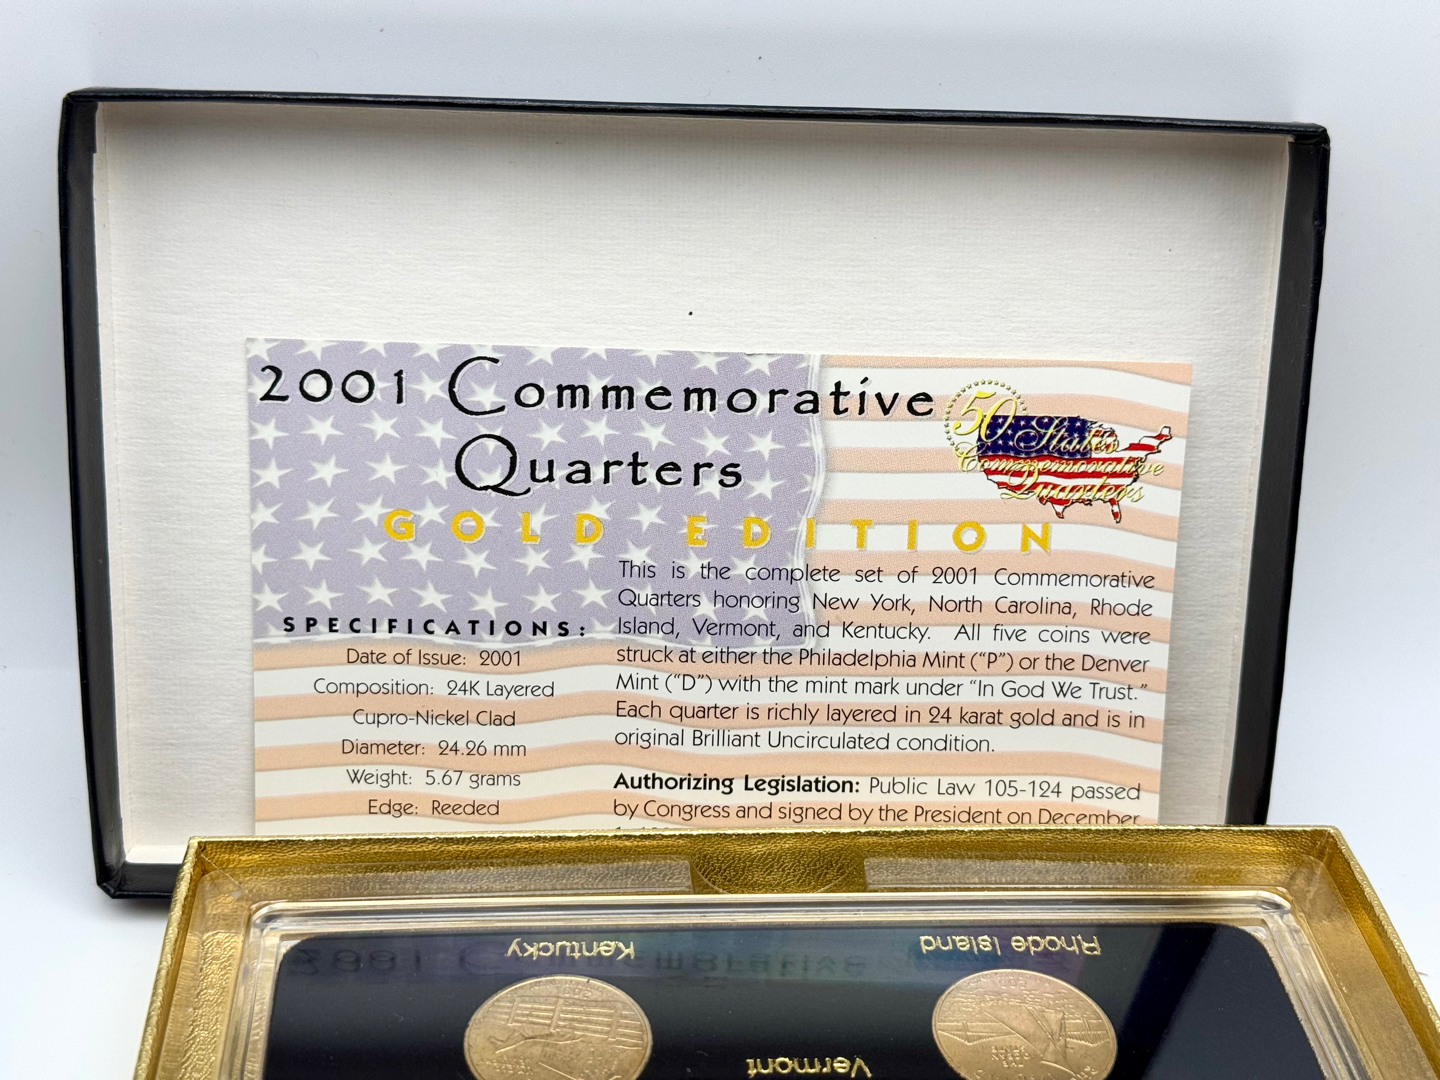 2001 Commemorative
Quarters
50 States
Commemorative
Quarters
GOLD EDITION
SPECIFICATIONS:
Date of Issue: 2001
Composition: 24K Layered
Cupro-Nickel Clad
Diameter: 24.26 mm
Weight: 5.67 grams
Edge: Reeded
This is the complete set of 2001 Commemorative
Quarters honoring New York, North Carolina, Rhode
Island, Vermont, and Kentucky. All five coins were
struck at either the Philadelphia Mint (“P”) or the Denver
Mint (“D”) with the mint mark under “In God We Trust.”
Each quarter is richly layered in 24 karat gold and is in
original Brilliant Uncirculated condition.
Authorizing Legislation: Public Law 105-124 passed
by Congress and signed by the President on December
Kentucky
Rhode Island
Vermont